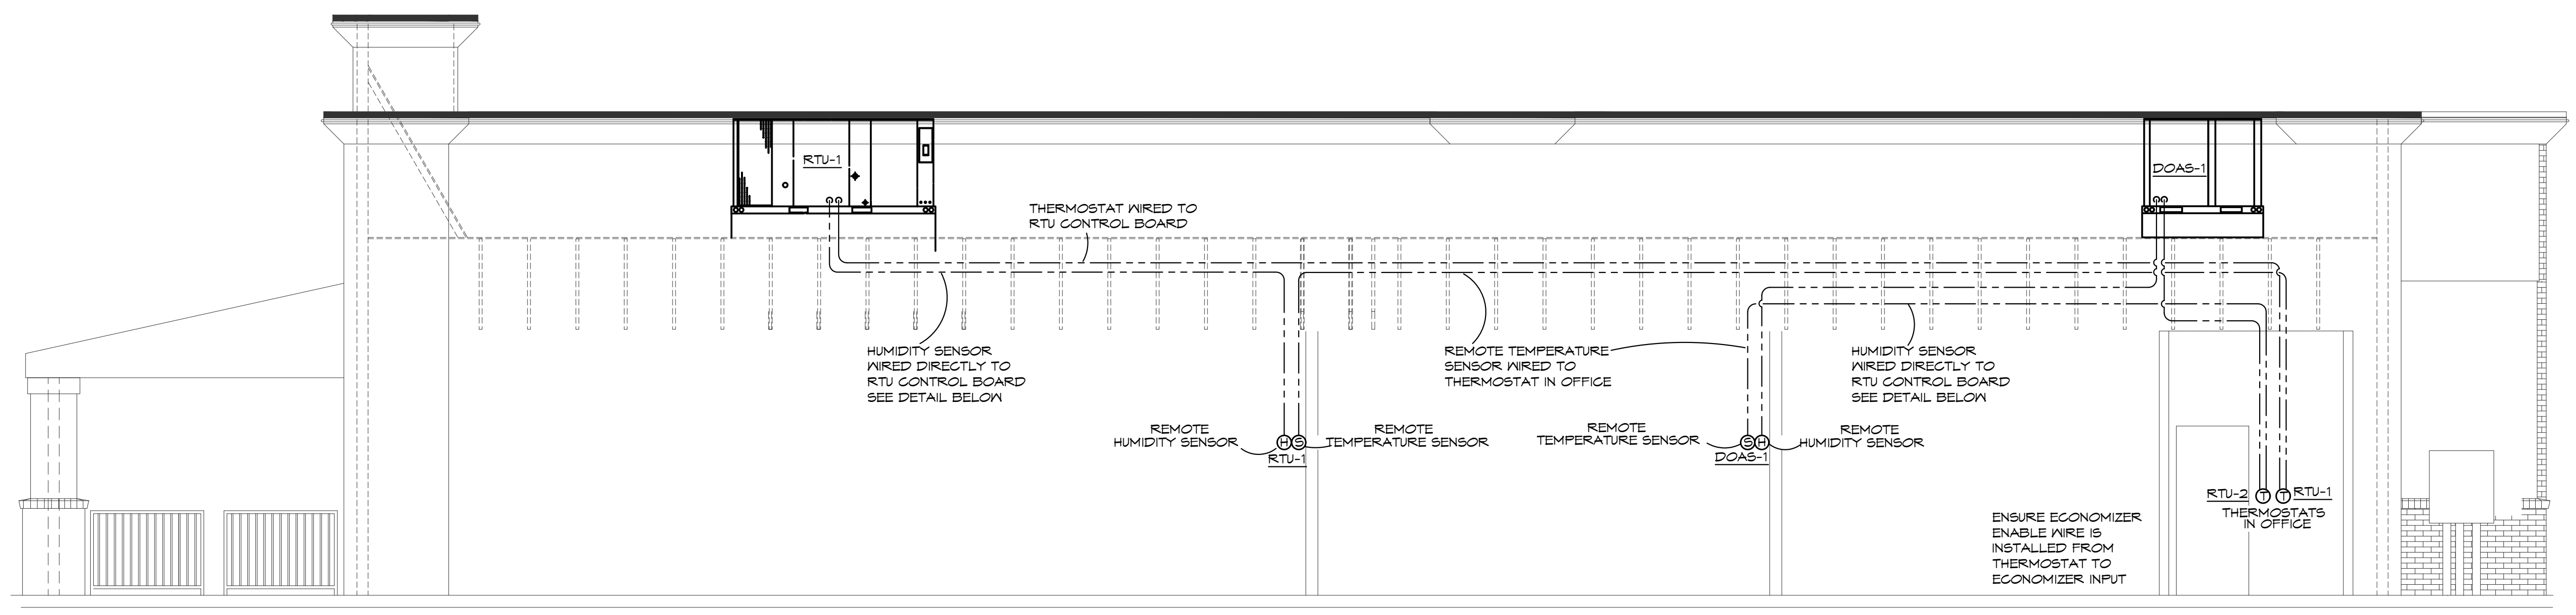 RTU-1
DOAS-1
THERMOSTAT WIRED TO
RTU CONTROL BOARD
HUMIDITY SENSOR
WIRED DIRECTLY TO
RTU CONTROL BOARD
SEE DETAIL BELOW
REMOTE TEMPERATURE
SENSOR WIRED TO
THERMOSTAT IN OFFICE
HUMIDITY SENSOR
WIRED DIRECTLY TO
RTU CONTROL BOARD
SEE DETAIL BELOW
REMOTE
HUMIDITY SENSOR
H S
RTU-1
REMOTE
TEMPERATURE SENSOR
REMOTE
TEMPERATURE SENSOR
S H
DOAS-1
REMOTE
HUMIDITY SENSOR
RTU-2 T T RTU-1
THERMOSTATS
IN OFFICE
ENSURE ECONOMIZER
ENABLE WIRE IS
INSTALLED FROM
THERMOSTAT TO
ECONOMIZER INPUT